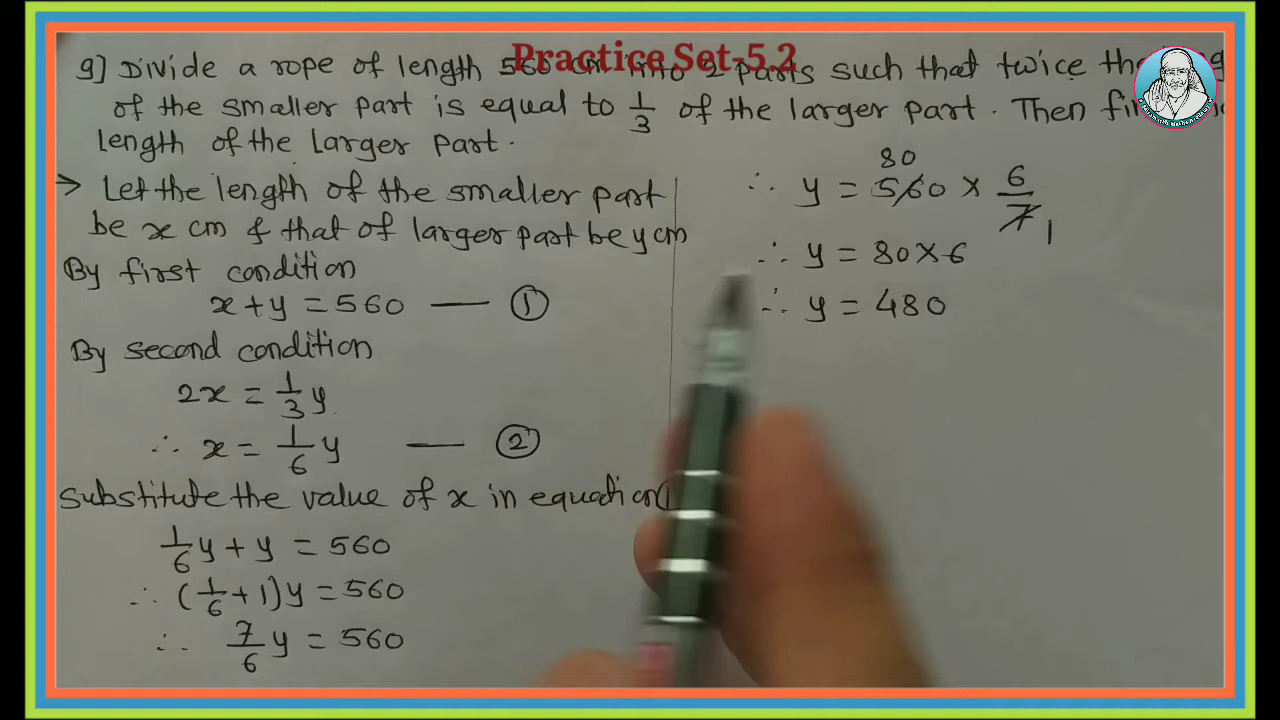 Practice Set-5.2
9] Divide a rope of length 560 cm into 2 parts such that twice the
of the smaller part is equal to 1/3 of the larger part. Then
length of the larger part.
→ Let the length of the smaller part
be x cm & that of larger part be y cm
By first condition
x + y = 560 — ①
By second condition
2x = 1/3 y
∴ x = 1/6 y — ②
Substitute the value of x in equation ①
1/6 y + y = 560
∴ (1/6 + 1)y = 560
∴ 7/6 y = 560
80
∴ y = 560 × 6/7 1
∴ y = 80 × 6
∴ y = 480